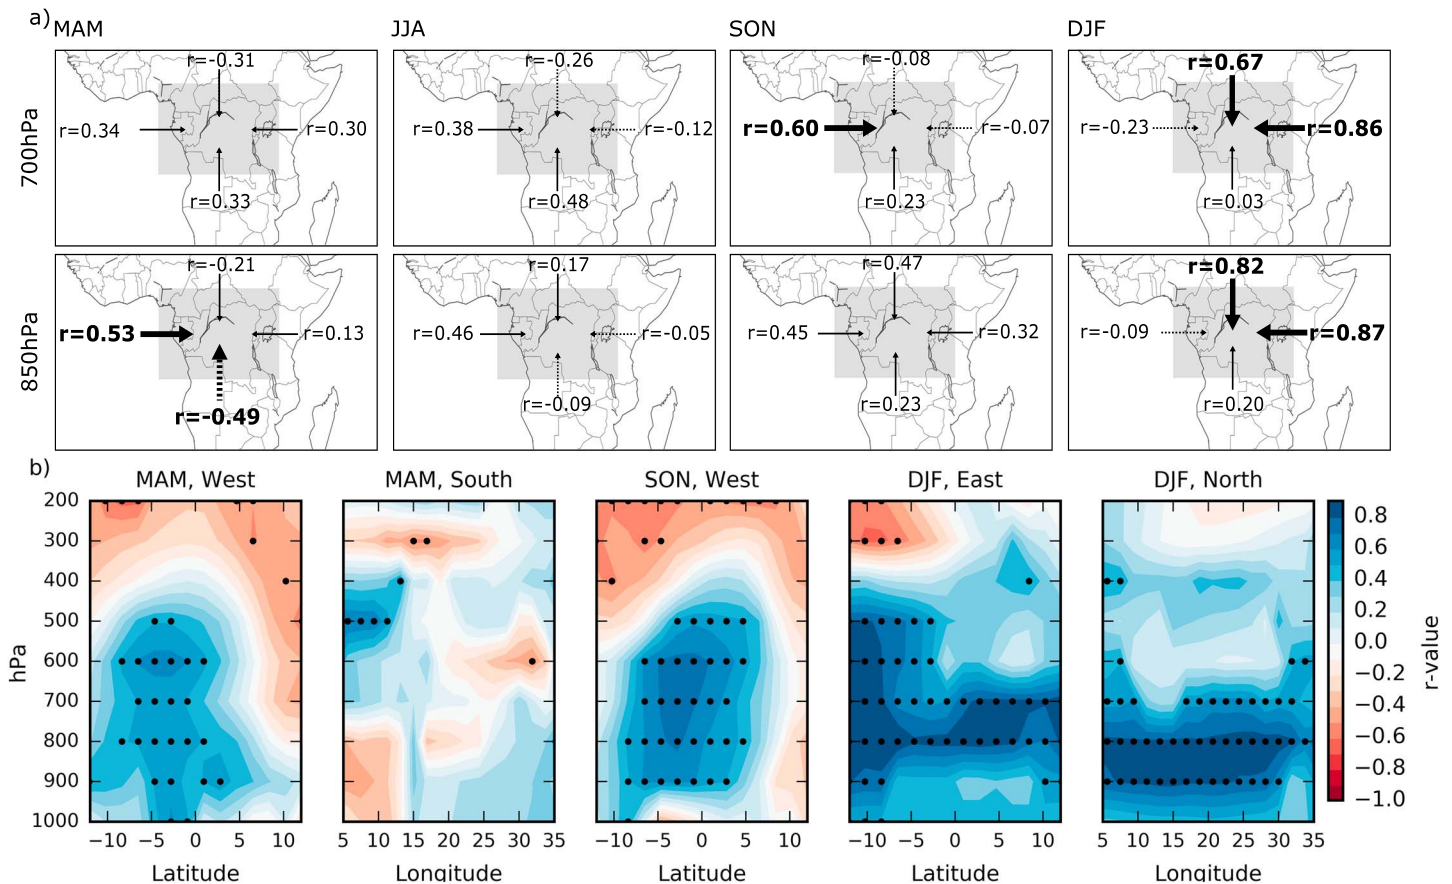 a)
MAM
JJA
SON
DJF
700hPa
r=-0.31
r=0.34
r=0.30
r=0.33
r=-0.26
r=0.38
r=-0.12
r=0.48
r=-0.08
r=0.60
r=-0.07
r=0.23
r=0.67
r=-0.23
r=0.86
r=0.03
850hPa
r=-0.21
r=0.53
r=0.13
r=-0.49
r=0.17
r=0.46
r=-0.05
r=-0.09
r=0.47
r=0.45
r=0.32
r=0.23
r=0.82
r=-0.09
r=0.87
r=0.20
b)
MAM, West
MAM, South
SON, West
DJF, East
DJF, North
hPa
200
300
400
500
600
700
800
900
1000
−10 −5 0 5 10
Latitude
5 10 15 20 25 30 35
Longitude
−10 −5 0 5 10
Latitude
−10 −5 0 5 10
Latitude
5 10 15 20 25 30 35
Longitude
0.8
0.6
0.4
0.2
0.0
−0.2
−0.4
−0.6
−0.8
−1.0
r-value